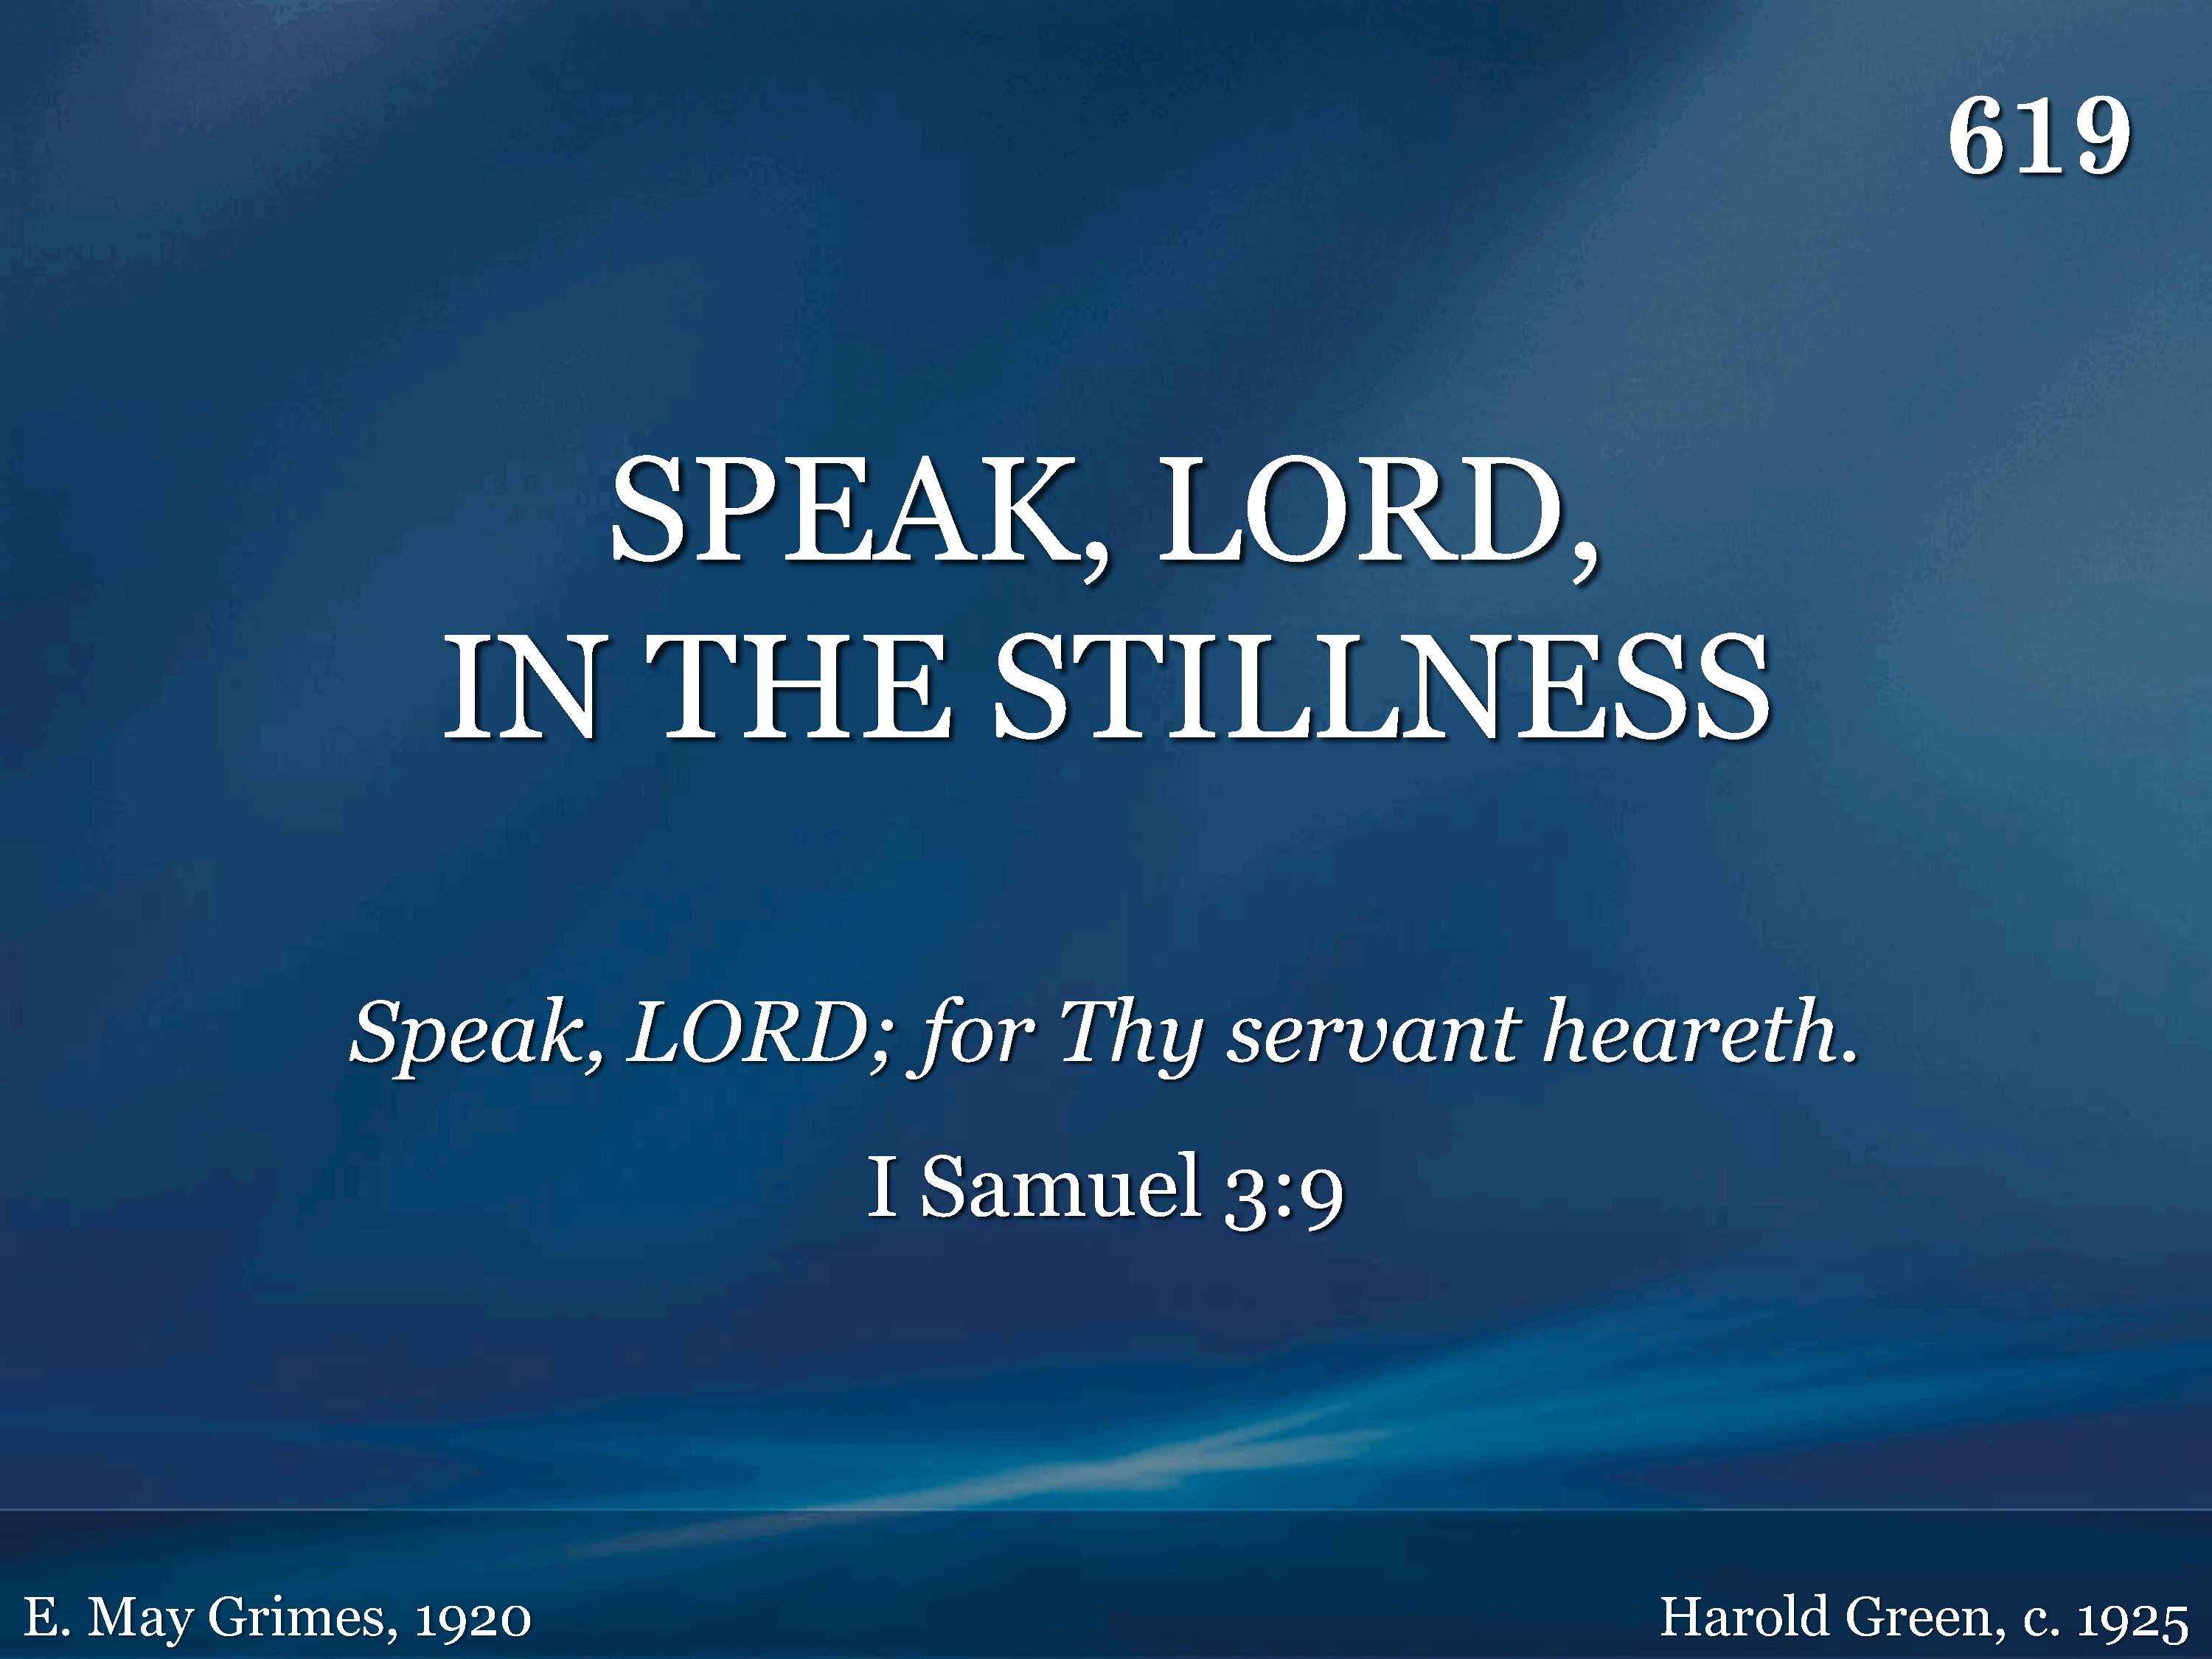 619
SPEAK, LORD,
IN THE STILLNESS
Speak, LORD; for Thy servant heareth.
I Samuel 3:9
E. May Grimes, 1920
Harold Green, c. 1925